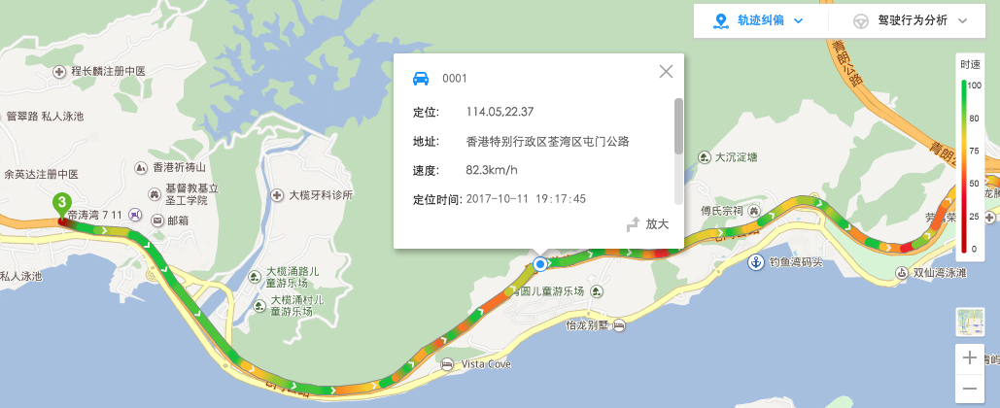 轨迹纠偏
驾驶行为分析
青朗公路
时速
100
80
75
50
25
0
0001
定位: 114.05,22.37
地址: 香港特别行政区荃湾区屯门公路
速度: 82.3km/h
定位时间: 2017-10-11 19:17:45
放大
程长麟注册中医
管翠路 私人泳池
余英达注册中医
香港祈祷山
基督教基立
圣工学院
大榄牙科诊所
3
帝涛湾 7 11
邮箱
私人泳池
大榄涌路儿
童游乐场
大榄涌村儿
童游乐场
大沉淀塘
青朗公
傅氏宗祠
钓鱼湾码头
双仙湾泳滩
儿童游乐场
怡龙别墅
Vista Cove